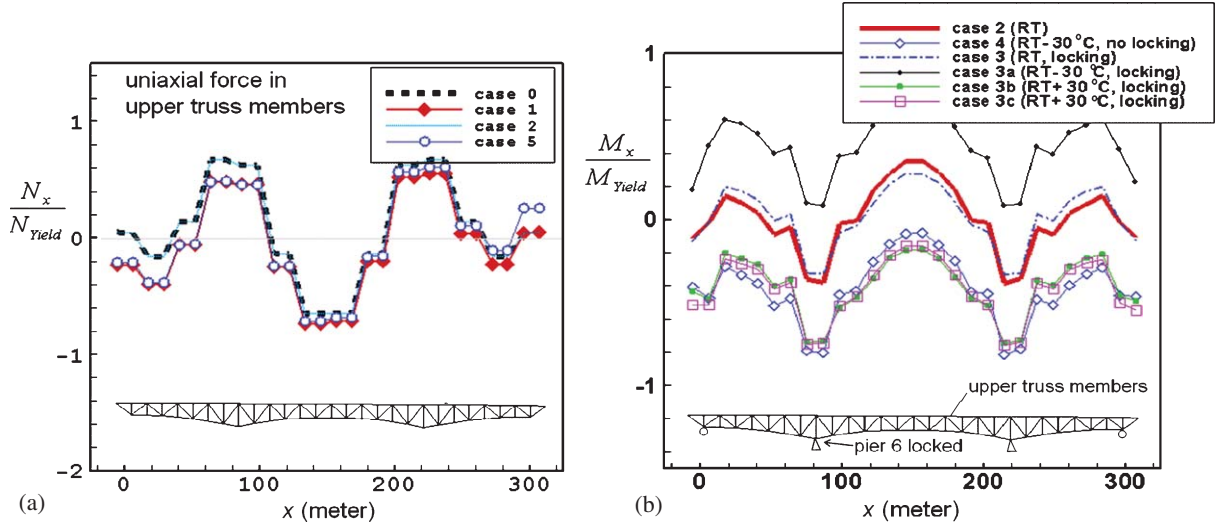 uniaxial force in
upper truss members
case 0
case 1
case 2
case 5
1
0
-1
-2
N_x
N_Yield
0
100
200
300
x (meter)
(a)
case 2 (RT)
case 4 (RT-30°C, no locking)
case 3 (RT, locking)
case 3a (RT-30 °C, locking)
case 3b (RT+30 °C, locking)
case 3c (RT+30 °C, locking)
1
0
-1
M_x
M_Yield
upper truss members
pier 6 locked
0
100
200
300
x (meter)
(b)